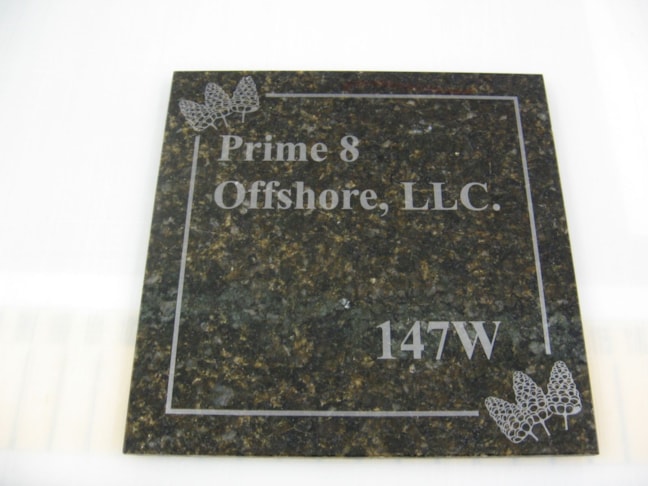 Prime 8
Offshore, LLC.
147W